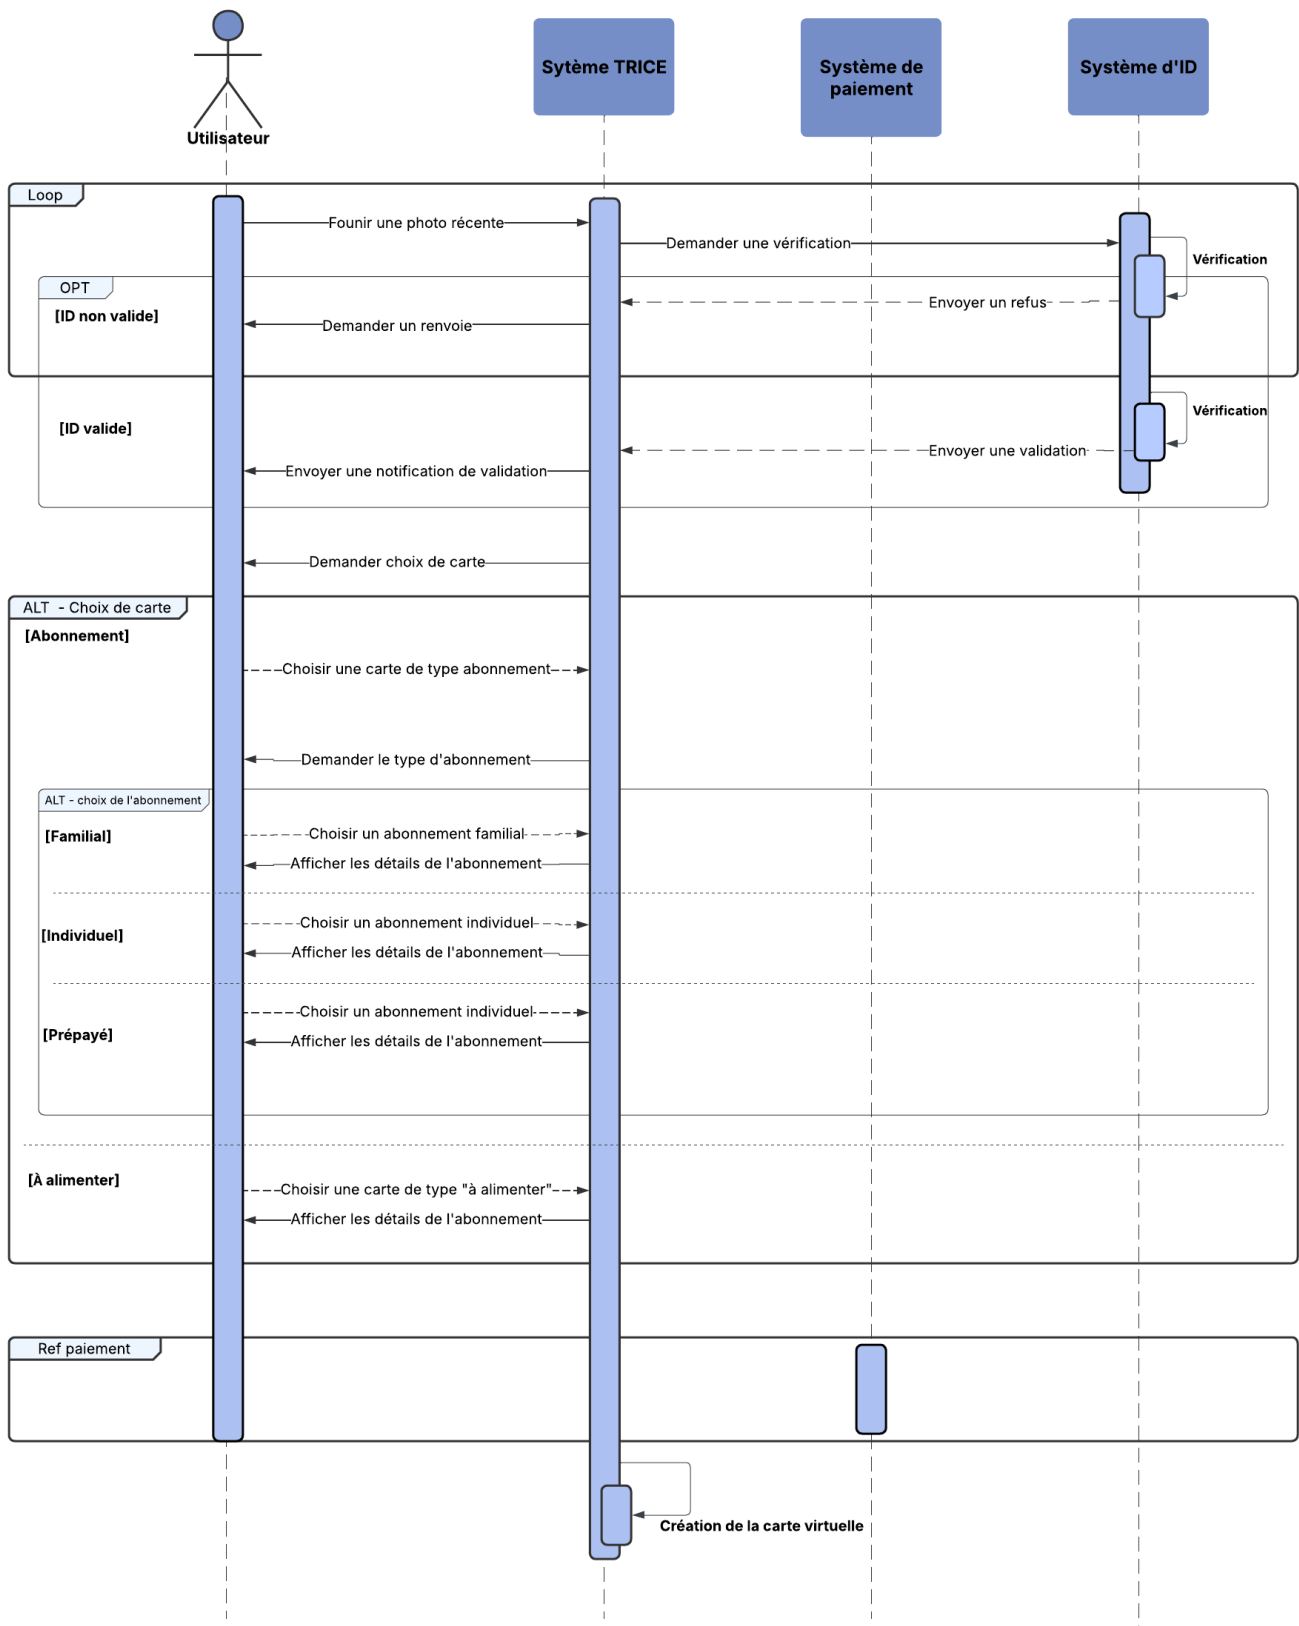 Utilisateur
Sytème TRICE
Système de
paiement
Système d'ID
Loop
Founir une photo récente
Demander une vérification
Vérification
OPT
[ID non valide]
Envoyer un refus
Demander un renvoie
[ID valide]
Vérification
Envoyer une validation
Envoyer une notification de validation
Demander choix de carte
ALT - Choix de carte
[Abonnement]
Choisir une carte de type abonnement
Demander le type d'abonnement
ALT - choix de l'abonnement
[Familial]
Choisir un abonnement familial
Afficher les détails de l'abonnement
[Individuel]
Choisir un abonnement individuel
Afficher les détails de l'abonnement
[Prépayé]
Choisir un abonnement individuel
Afficher les détails de l'abonnement
[À alimenter]
Choisir une carte de type "à alimenter"
Afficher les détails de l'abonnement
Ref paiement
Création de la carte virtuelle